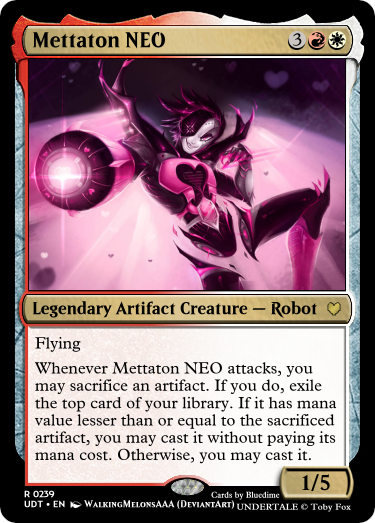 Mettaton NEO 3
Legendary Artifact Creature — Robot
Flying
Whenever Mettaton NEO attacks, you
may sacrifice an artifact. If you do, exile
the top card of your library. If it has mana
value lesser than or equal to the sacrificed
artifact, you may cast it without paying its
mana cost. Otherwise, you may cast it.
1/5
R 0239 Cards by Bluedime
UDT • EN WalkingMelonsAAA (DeviantArt) UNDERTALE © Toby Fox